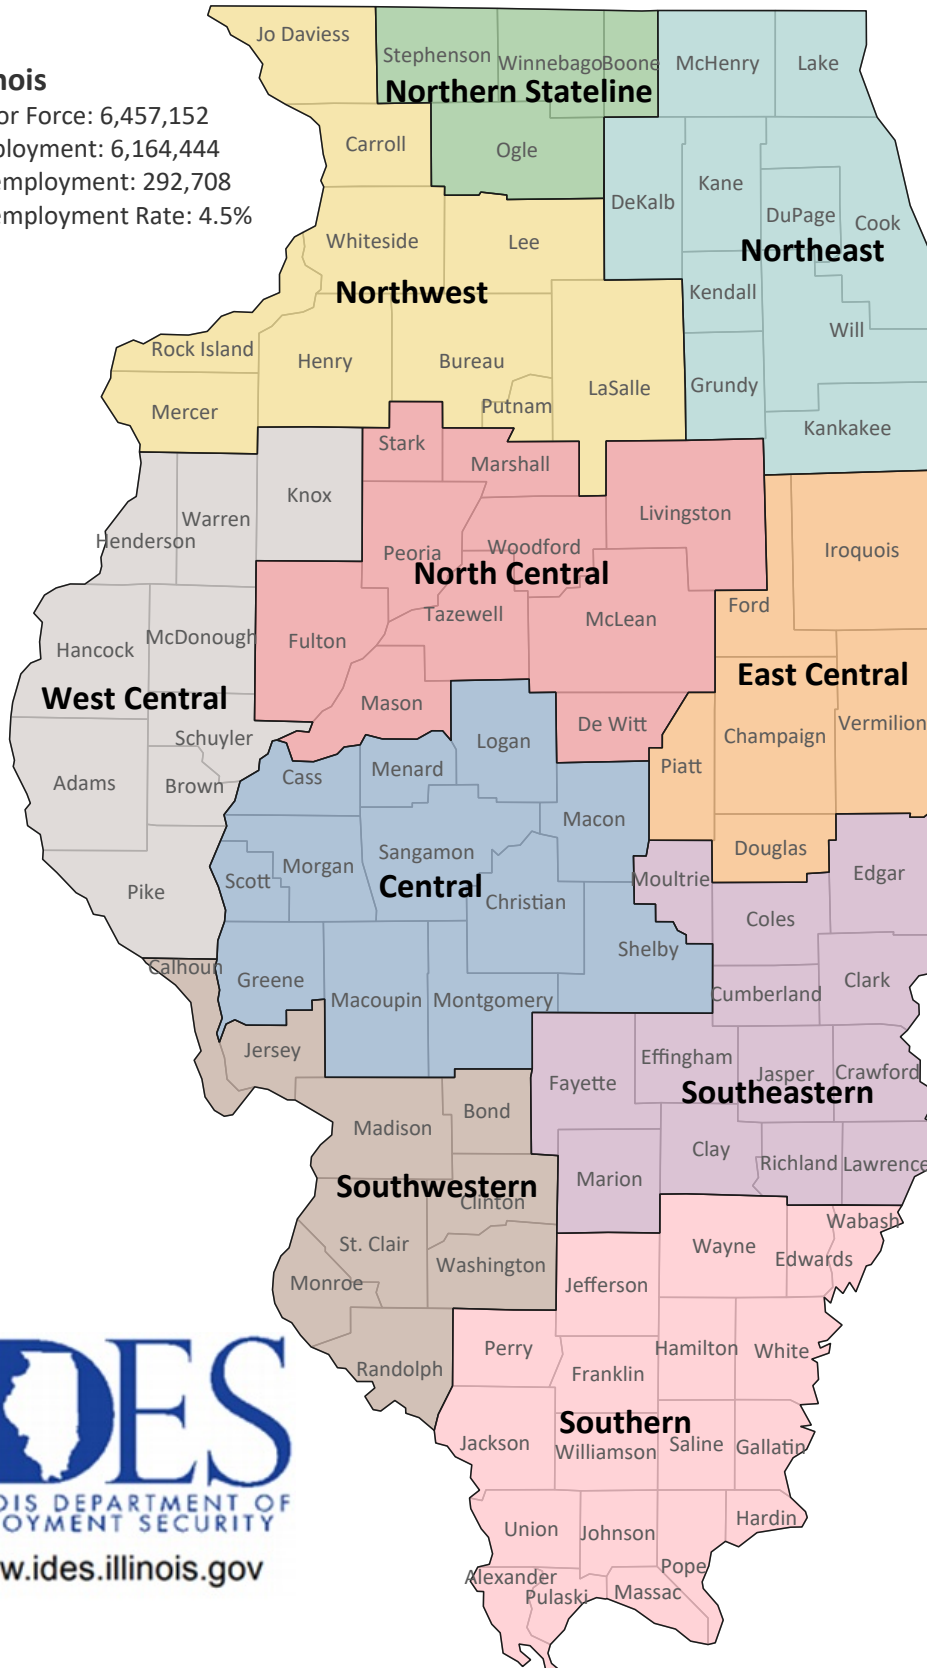 nois
or Force: 6,457,152
ployment: 6,164,444
employment: 292,708
employment Rate: 4.5%
Jo Daviess
Stephenson
Winnebago
Boone
McHenry
Lake
Northern Stateline
Carroll
Ogle
DeKalb
Kane
DuPage
Cook
Northeast
Whiteside
Lee
Northwest
Kendall
Will
Rock Island
Henry
Bureau
LaSalle
Grundy
Mercer
Putnam
Kankakee
Stark
Marshall
Knox
Warren
Livingston
Henderson
Peoria
Woodford
Iroquois
North Central
Ford
Tazewell
McLean
Hancock
McDonough
Fulton
East Central
West Central
Mason
De Witt
Vermilion
Schuyler
Logan
Champaign
Piatt
Adams
Brown
Cass
Menard
Macon
Douglas
Sangamon
Morgan
Scott
Central
Moultrie
Edgar
Pike
Christian
Coles
Shelby
Calhoun
Greene
Macoupin
Montgomery
Cumberland
Clark
Jersey
Effingham
Fayette
Jasper
Crawford
Southeastern
Madison
Bond
Clay
Richland
Lawrence
Marion
Southwestern
Clinton
Wabash
St. Clair
Wayne
Edwards
Washington
Monroe
Jefferson
Perry
Hamilton
White
Randolph
Franklin
Southern
Jackson
Williamson
Saline
Gallatin
Hardin
Union
Johnson
Pope
Alexander
Pulaski
Massac
DES
OIS DEPARTMENT OF
OYMENT SECURITY
w.ides.illinois.gov